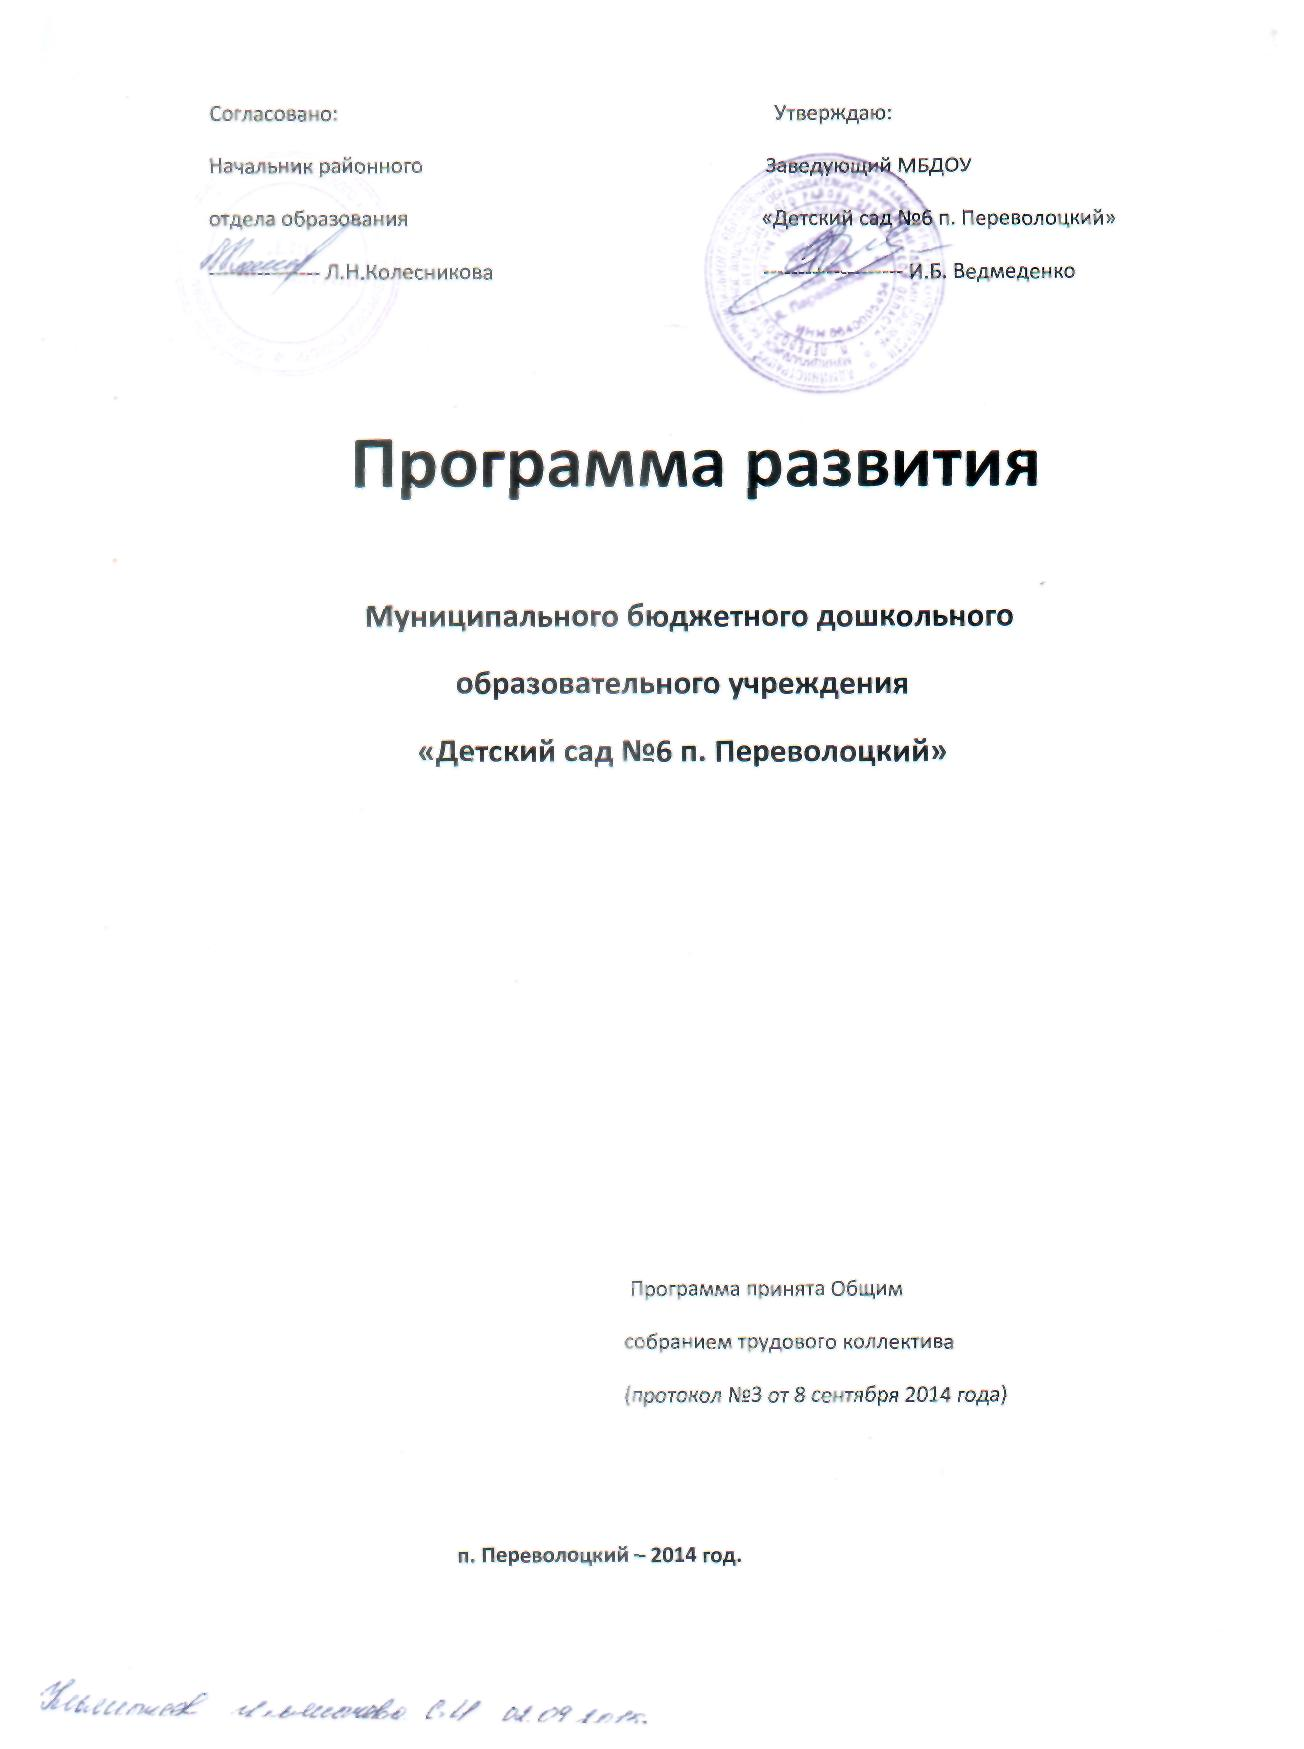 Согласовано:
Утверждаю:
Начальник районного
Заведующий МБДОУ
отдела образования
«Детский сад №6 п. Переволоцкий»
--------------- Л.Н.Колесникова
------------------- И.Б. Ведмеденко
Программа развития
Муниципального бюджетного дошкольного
образовательного учреждения
«Детский сад №6 п. Переволоцкий»
Программа принята Общим
собранием трудового коллектива
(протокол №3 от 8 сентября 2014 года)
п. Переволоцкий – 2014 год.